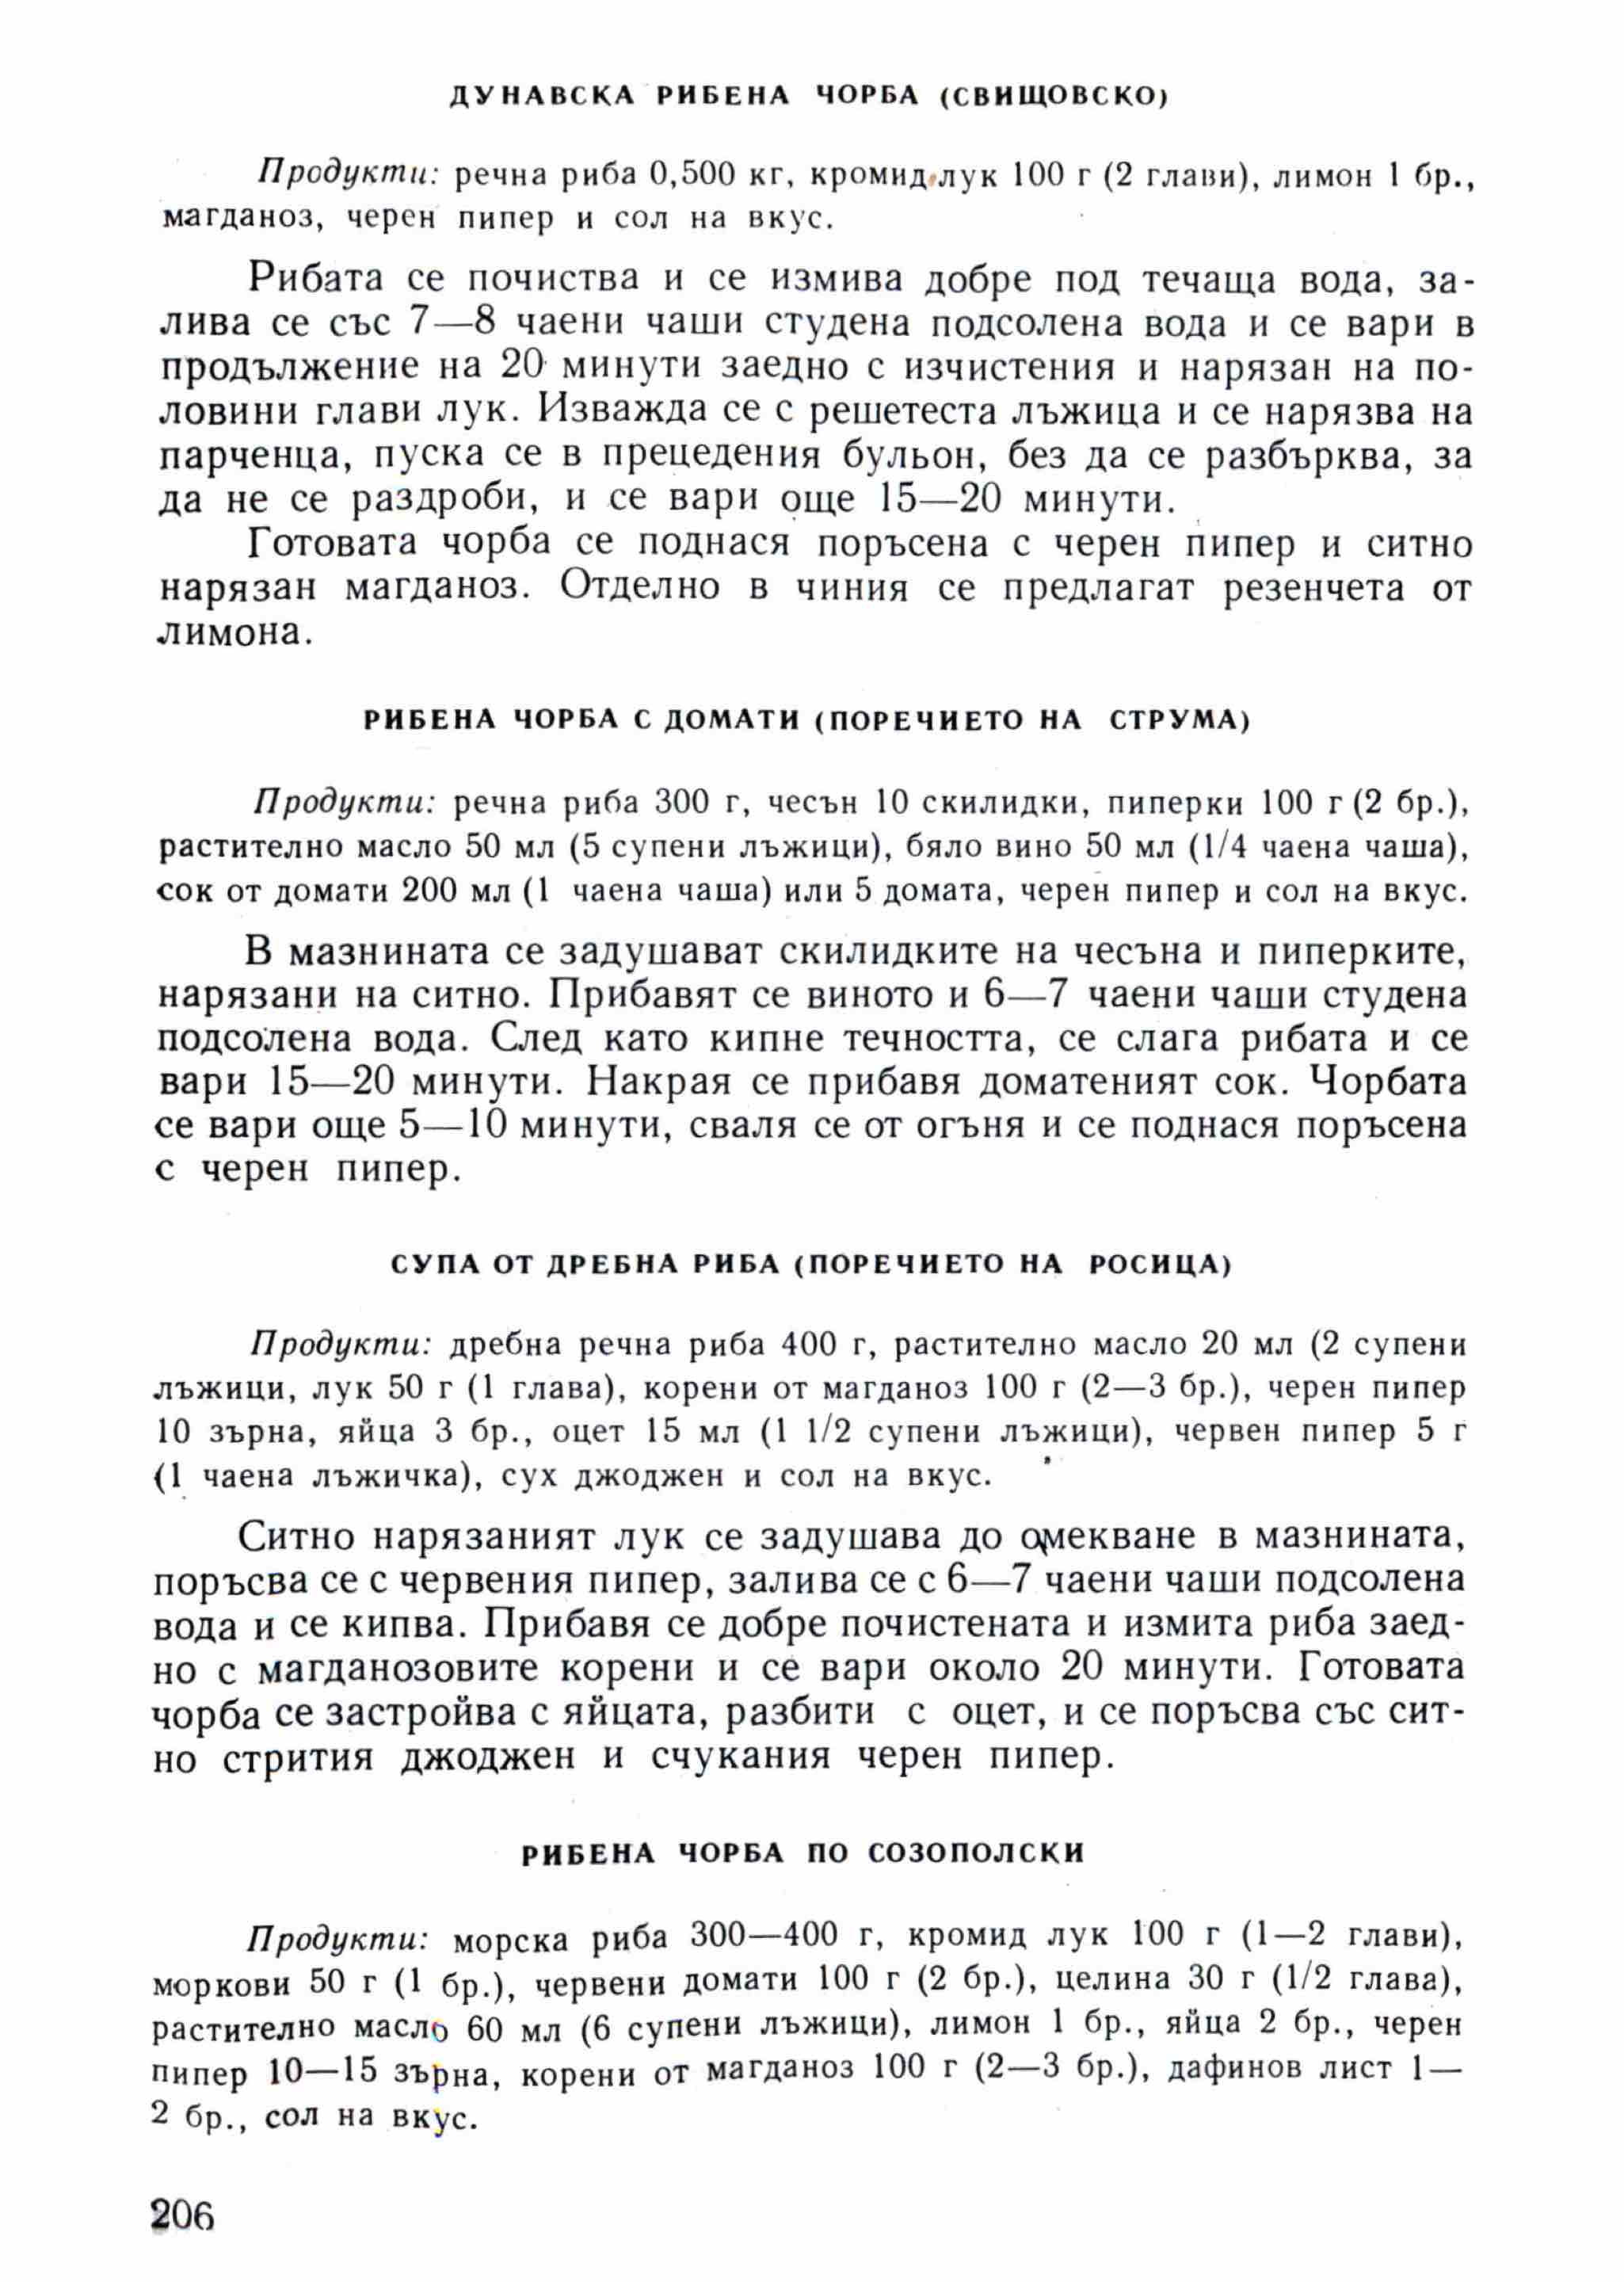 ДУНАВСКА РИБЕНА ЧОРБА (СВИЩОВСКО)
Продукти: речна риба 0,500 кг, кромид лук 100 г (2 глави), лимон 1 бр.,
магданоз, черен пипер и сол на вкус.
Рибата се почиства и се измива добре под течаща вода, за-
лива се със 7—8 чаени чаши студена подсолена вода и се вари в
продължение на 20 минути заедно с изчистения и нарязан на по-
ловини глави лук. Изважда се с решетеста лъжица и се нарязва на
парченца, пуска се в прецедения бульон, без да се разбърква, за
да не се раздроби, и се вари още 15—20 минути.
Готовата чорба се поднася поръсена с черен пипер и ситно
нарязан магданоз. Отделно в чиния се предлагат резенчета от
лимона.
РИБЕНА ЧОРБА С ДОМАТИ (ПОРЕЧИЕТО НА СТРУМА)
Продукти: речна риба 300 г, чесън 10 скилидки, пиперки 100 г (2 бр.),
растително масло 50 мл (5 супени лъжици), бяло вино 50 мл (1/4 чаена чаша),
сок от домати 200 мл (1 чаена чаша) или 5 домата, черен пипер и сол на вкус.
В мазнината се задушават скилидките на чесъна и пиперките,
нарязани на ситно. Прибавят се виното и 6—7 чаени чаши студена
подсолена вода. След като кипне течността, се слага рибата и се
вари 15—20 минути. Накрая се прибавя доматеният сок. Чорбата
се вари още 5—10 минути, сваля се от огъня и се поднася поръсена
с черен пипер.
СУПА ОТ ДРЕБНА РИБА (ПОРЕЧИЕТО НА РОСИЦА)
Продукти: дребна речна риба 400 г, растително масло 20 мл (2 супени
лъжици, лук 50 г (1 глава), корени от магданоз 100 г (2—3 бр.), черен пипер
10 зърна, яйца 3 бр., оцет 15 мл (1 1/2 супени лъжици), червен пипер 5 г
(1 чаена лъжичка), сух джоджен и сол на вкус.
Ситно нарязаният лук се задушава до омекване в мазнината,
поръсва се с червения пипер, залива се с 6—7 чаени чаши подсолена
вода и се кипва. Прибавя се добре почистената и измита риба заед-
но с магданозовите корени и се вари около 20 минути. Готовата
чорба се застройва с яйцата, разбити с оцет, и се поръсва със сит-
но стрития джоджен и счукания черен пипер.
РИБЕНА ЧОРБА ПО СОЗОПОЛСКИ
Продукти: морска риба 300—400 г, кромид лук 100 г (1—2 глави),
моркови 50 г (1 бр.), червени домати 100 г (2 бр.), целина 30 г (1/2 глава),
растително масло 60 мл (6 супени лъжици), лимон 1 бр., яйца 2 бр., черен
пипер 10—15 зърна, корени от магданоз 100 г (2—3 бр.), дафинов лист 1—
2 бр., сол на вкус.
206